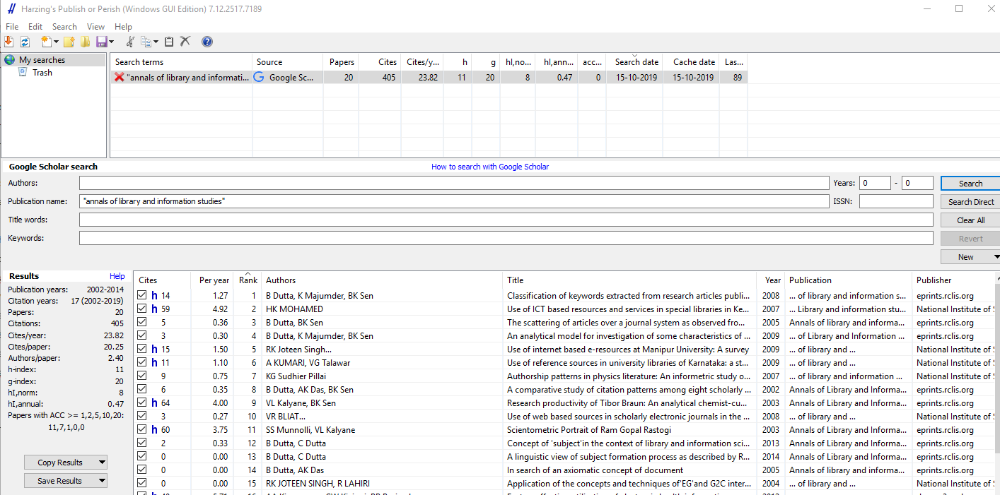 Harzing's Publish or Perish (Windows GUI Edition) 7.12.2517.7189
File Edit Search View Help
My searches
Trash
Search terms Source Papers Cites Cites/y... h g hI,no... hI,ann... acc... Search date Cache date Las...
"annals of library and informati... Google Sc... 20 405 23.82 11 20 8 0.47 0 15-10-2019 15-10-2019 89
Google Scholar search How to search with Google Scholar
Authors: Years: 0 - 0 Search
Publication name: "annals of library and information studies" ISSN: Search Direct
Title words: Clear All
Keywords: Revert
New
Results Help
Publication years: 2002-2014
Citation years: 17 (2002-2019)
Papers: 20
Citations: 405
Cites/year: 23.82
Cites/paper: 20.25
Authors/paper: 2.40
h-index: 11
g-index: 20
hI,norm: 8
hI,annual: 0.47
Papers with ACC >= 1,2,5,10,20:
11,7,1,0,0
Copy Results
Save Results
Cites Per year Rank Authors Title Year Publication Publisher
h 14 1.27 1 B Dutta, K Majumder, BK Sen Classification of keywords extracted from research articles publi... 2008 ... of library and information s... eprints.rclis.org
h 59 4.92 2 HK MOHAMED Use of ICT based resources and services in special libraries in Ke... 2007 ... Library and information stu... National Institute of
5 0.36 3 B Dutta, BK Sen The scattering of articles over a journal system as observed fro... 2005 Annals of library and informa... eprints.rclis.org
3 0.30 4 B Dutta, K Majumder, BK Sen An analytical model for investigation of some characteristics of ... 2009 ... of Library and Information ... eprints.rclis.org
h 15 1.50 5 RK Joteen Singh... Use of internet based e-resources at Manipur University: A survey 2009 ... of library and ... National Institute of
h 11 1.10 6 A KUMARI, VG Talawar Use of reference sources in university libraries of Karnataka: a st... 2009 ... of library and ... National Institute of
9 0.75 7 KG Sudhier Pillai Authorship patterns in physics literature: An informetric study o... 2007 ... of library and information ... National Institute of
6 0.35 8 B Dutta, AK Das, BK Sen A comparative study of citation patterns among eight scholarly ... 2002 Annals of Library and Informa... eprints.rclis.org
h 64 4.00 9 VL Kalyane, BK Sen Research productivity of Tibor Braun: An analytical chemist-cu... 2003 Annals of Library and Informa... eprints.rclis.org
3 0.27 10 VR BLIAT... Use of web based sources in scholarly electronic journals in the ... 2008 ... of library and ... National Institute of
h 60 3.75 11 SS Munnolli, VL Kalyane Scientometric Portrait of Ram Gopal Rastogi 2003 Annals of Library and Informa... eprints.rclis.org
2 0.33 12 B Dutta, C Dutta Concept of 'subject'in the context of library and information sci... 2013 Annals of Library and Informa... eprints.rclis.org
0 0.00 13 B Dutta, C Dutta A linguistic view of subject formation process as described by R... 2014 Annals of Library and Informa... eprints.rclis.org
0 0.00 14 B Dutta, AK Das In search of an axiomatic concept of document 2005 Annals of library and informa... eprints.rclis.org
0 0.00 15 RK JOTEEN SINGH, R LAHIRI Application of the concepts and techniques of'EG'and G2C inter... 2004 ... of library and ... National Institute of